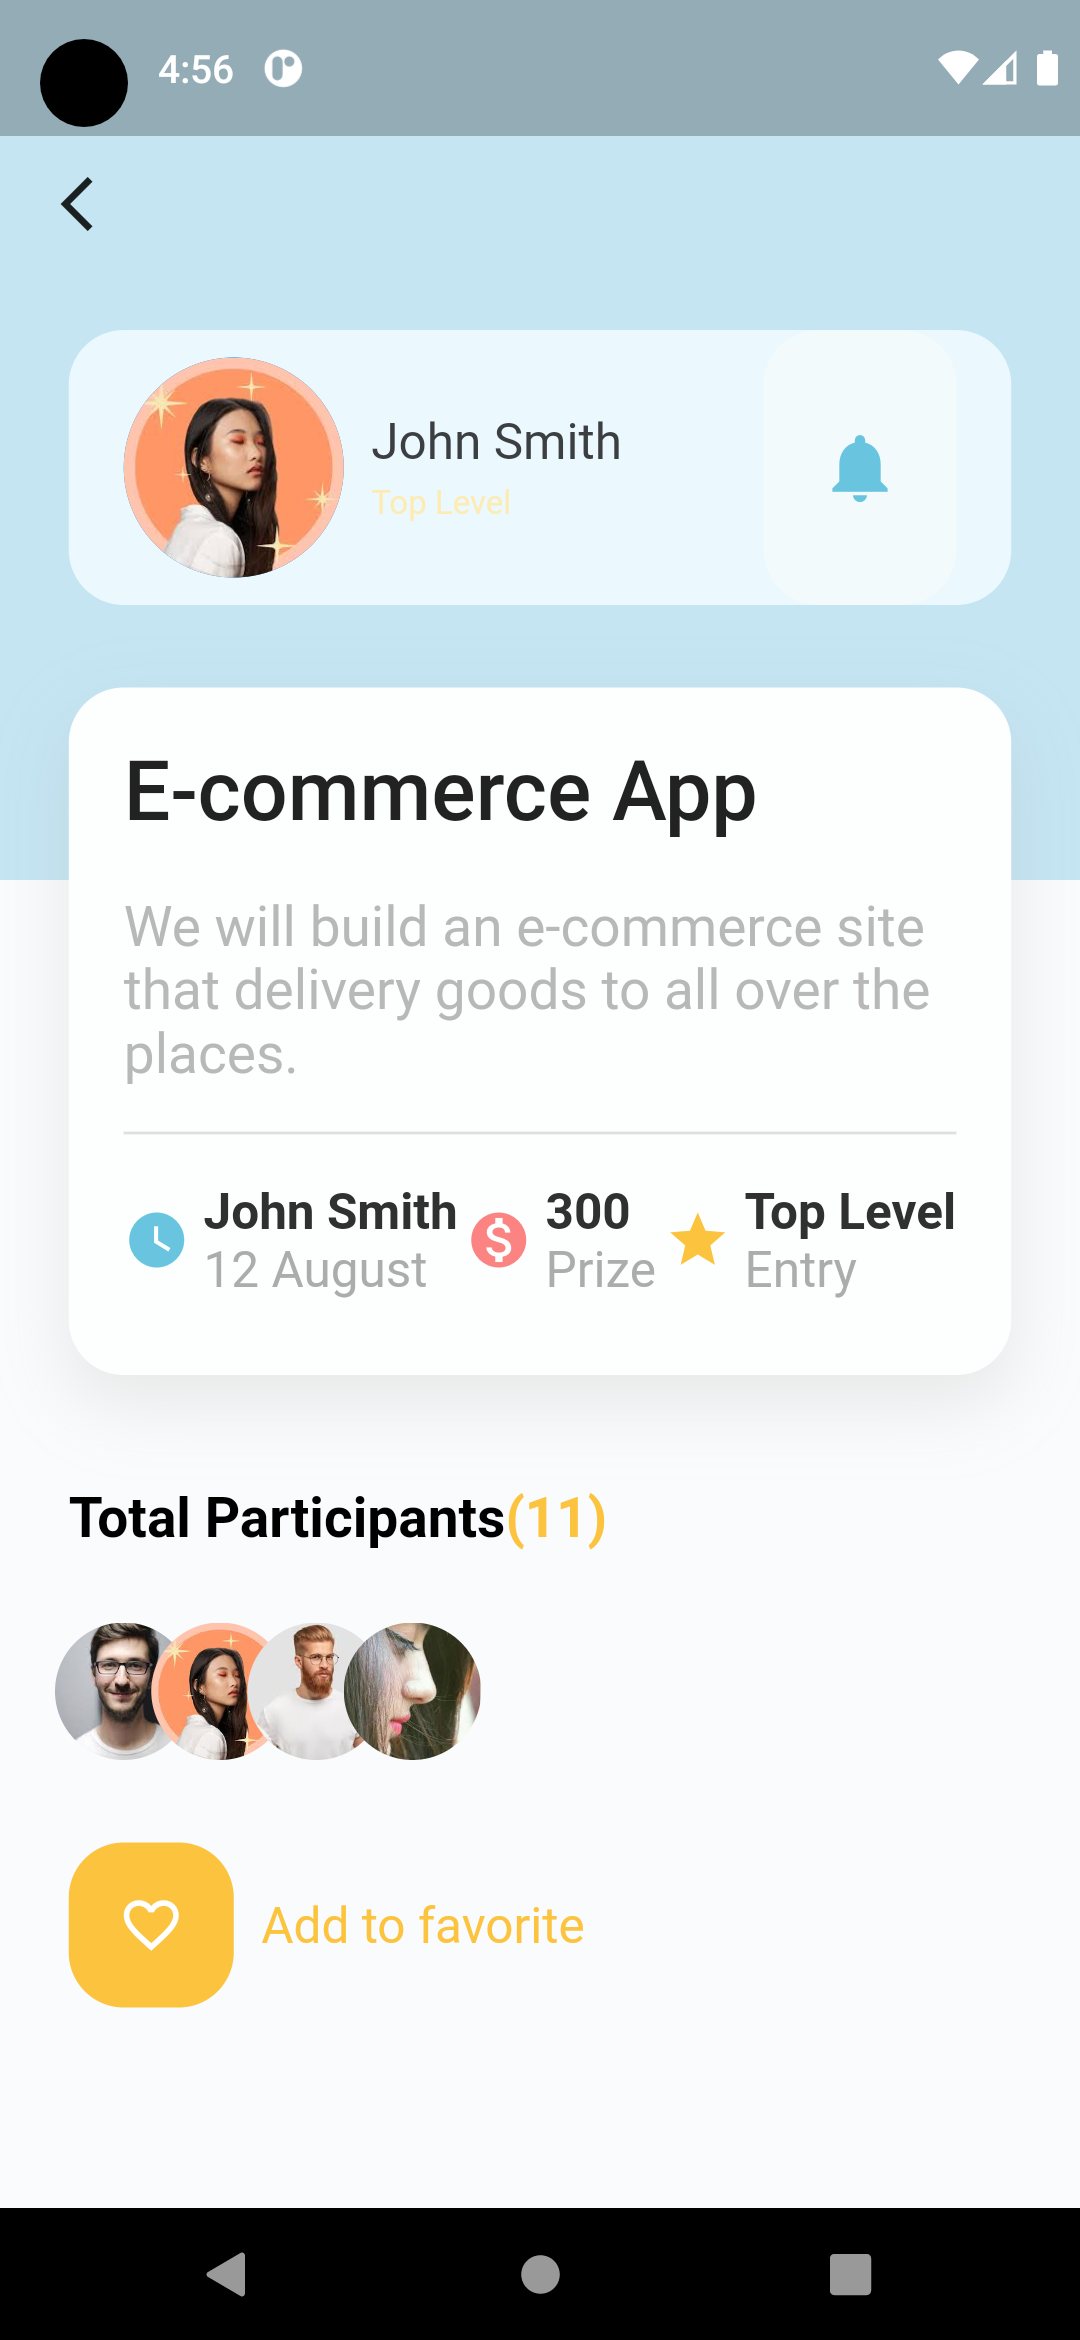 4:56
John Smith
Top Level
E-commerce App
We will build an e-commerce site
that delivery goods to all over the
places.
John Smith 300 Top Level
12 August Prize Entry
Total Participants(11)
Add to favorite